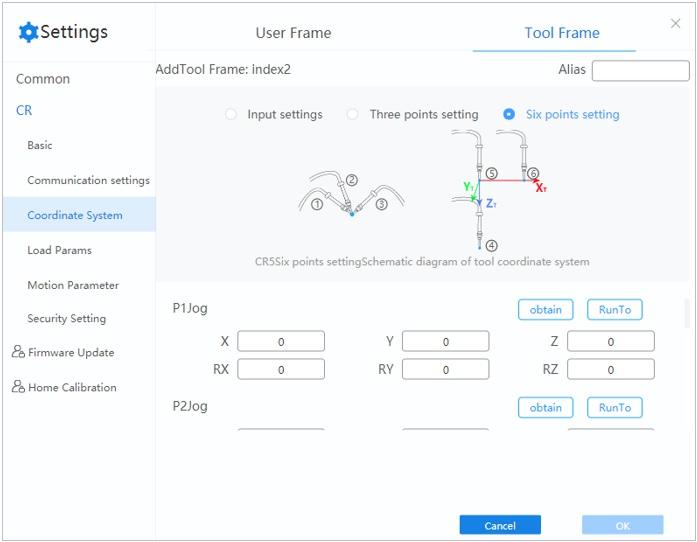 Settings
User Frame
Tool Frame
Common
CR
Basic
Communication settings
Coordinate System
Load Params
Motion Parameter
Security Setting
Firmware Update
Home Calibration
AddTool Frame: index2
Alias
Input settings
Three points setting
Six points setting
① ② ③
⑤ ⑥
Y_T X_T
Z_T
④
CR5Six points settingSchematic diagram of tool coordinate system
P1Jog obtain RunTo
X 0 Y 0 Z 0
RX 0 RY 0 RZ 0
P2Jog obtain RunTo
Cancel OK